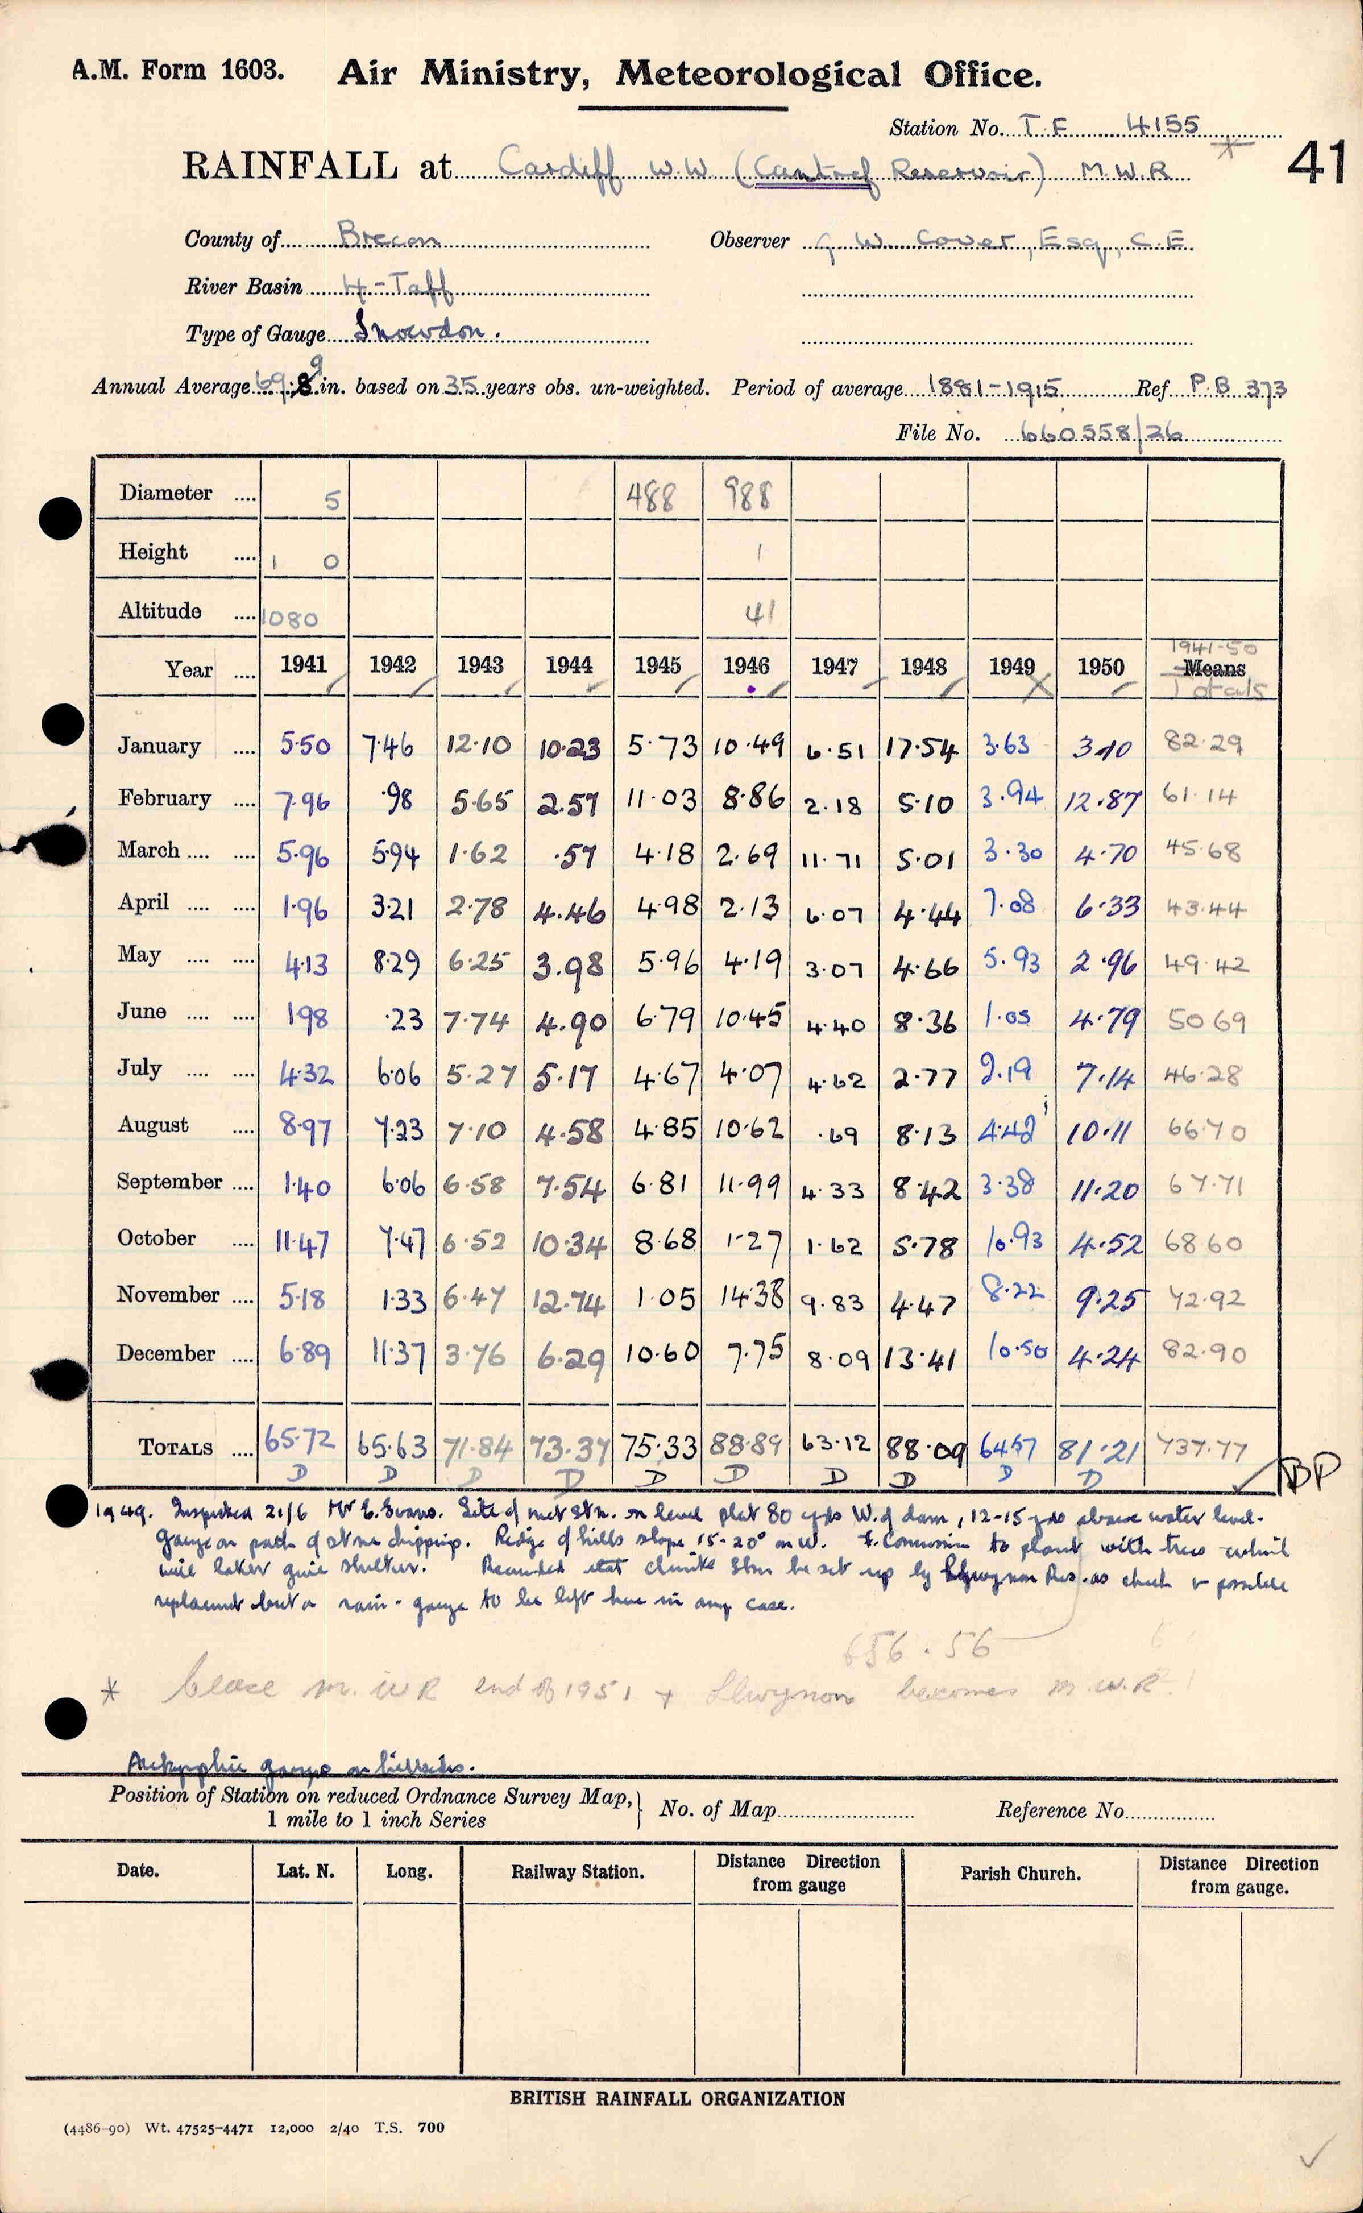 A.M. Form 1603. Air Ministry, Meteorological Office.
Station No. T.F 4155
*
RAINFALL at Cardiff W.W (Cantref Reservoir) M.W.R
41
County of Brecon Observer G W Cover, Esq, C.E
River Basin 4-Taff
Type of Gauge Snowdon.
Annual Average 69.9 in. based on 35 years obs. un-weighted. Period of average 1881-1915 Ref P.B 373
File No. 660558/26
Diameter .... 5 488 988
Height .... 1 0 1
Altitude .... 1080 41
Year .... 1941 1942 1943 1944 1945 1946 1947 1948 1949 1950 1941-50 Means Totals
January .... 5.50 7.46 12.10 10.23 5.73 10.49 6.51 17.54 3.63 3.10 82.29
February .... 7.96 .98 5.65 2.57 11.03 8.86 2.18 5.10 3.94 12.87 61.14
March .... .... 5.96 5.94 1.62 .57 4.18 2.69 11.71 5.01 3.30 4.70 45.68
April .... .... 1.96 3.21 2.78 4.46 4.98 2.13 6.07 4.44 7.08 6.33 43.44
May .... .... 4.13 8.29 6.25 3.98 5.96 4.19 3.07 4.66 5.93 2.96 49.42
June .... .... 1.98 .23 7.74 4.90 6.79 10.45 4.40 8.36 1.05 4.79 50.69
July .... .... 4.32 6.06 5.27 5.17 4.67 4.07 4.62 2.77 2.19 7.14 46.28
August .... 8.97 7.23 7.10 4.58 4.85 10.62 .69 8.13 4.42 10.11 66.70
September .... 1.40 6.06 6.58 7.54 6.81 11.99 4.33 8.42 3.38 11.20 67.71
October .... 11.47 7.47 6.52 10.34 8.68 1.27 1.62 5.78 10.93 4.52 68.60
November .... 5.18 1.33 6.47 12.74 1.05 14.38 9.83 4.47 8.22 9.25 72.92
December .... 6.89 11.37 3.76 6.29 10.60 7.75 8.09 13.41 10.50 4.24 82.90
TOTALS .... 65.72 65.63 71.84 73.37 75.33 88.89 63.12 88.09 64.57 81.21 737.77
D D D D D D D D D D BP
1949. Inspected 21/6 Mr E. Evans. Site of met stn. on level plat 80 yds W. of dam, 12-15 yds above water level.
Gauge on path of stone chipping. Ridge of hills slope 15-20° on W. to plant with trees which
will later give shelter. climate Stn be set up by Llwynon Res. as check & possible
replacement but a rain-gauge to be left here in any case.
656.56
* Cease M.W R end of 1951 + Llwynon becomes M.W.R.
gauges on hillsides.
Position of Station on reduced Ordnance Survey Map, 1 mile to 1 inch Series } No. of Map Reference No.
Date. Lat. N. Long. Railway Station. Distance Direction from gauge Parish Church. Distance Direction from gauge.
BRITISH RAINFALL ORGANIZATION
(4486-90) Wt. 47525-4471 12,000 2/40 T.S. 700